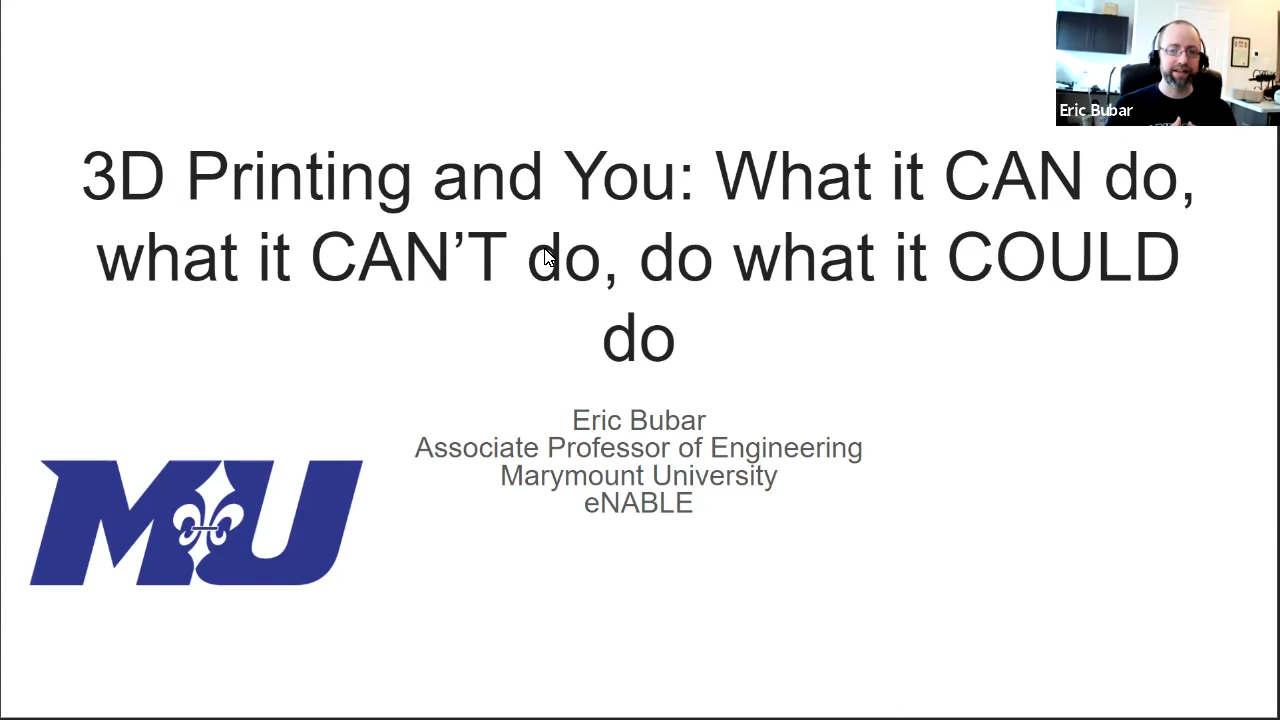 Eric Bubar
3D Printing and You: What it CAN do,
what it CAN’T do, do what it COULD
do
Eric Bubar
Associate Professor of Engineering
Marymount University
eNABLE
MU